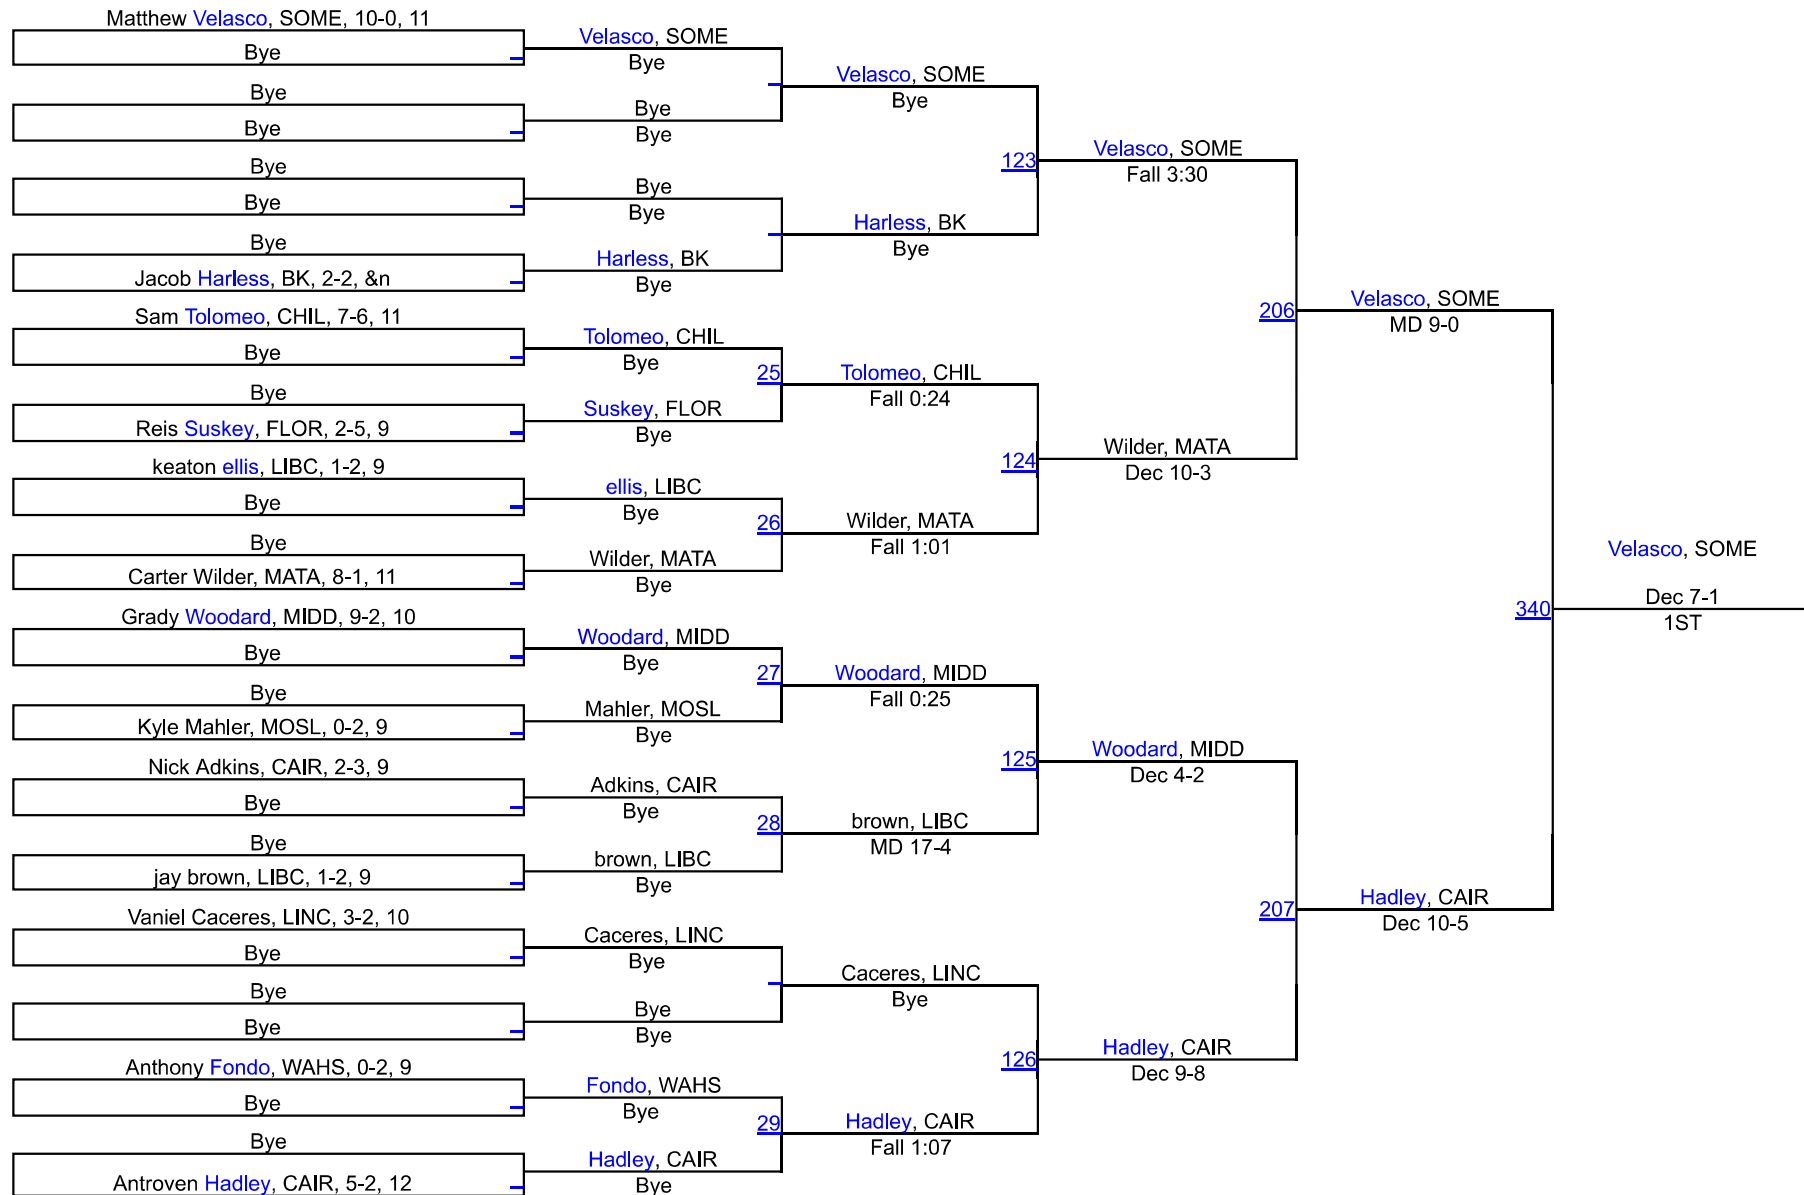 Matthew Velasco, SOME, 10-0, 11
Bye
Bye
Bye
Bye
Bye
Bye
Jacob Harless, BK, 2-2, &n
Sam Tolomeo, CHIL, 7-6, 11
Bye
Bye
Reis Suskey, FLOR, 2-5, 9
keaton ellis, LIBC, 1-2, 9
Bye
Bye
Carter Wilder, MATA, 8-1, 11
Grady Woodard, MIDD, 9-2, 10
Bye
Bye
Kyle Mahler, MOSL, 0-2, 9
Nick Adkins, CAIR, 2-3, 9
Bye
Bye
jay brown, LIBC, 1-2, 9
Vaniel Caceres, LINC, 3-2, 10
Bye
Bye
Bye
Anthony Fondo, WAHS, 0-2, 9
Bye
Bye
Antroven Hadley, CAIR, 5-2, 12
Velasco, SOME
Bye
Bye
Bye
Bye
Bye
Harless, BK
Bye
Tolomeo, CHIL
Bye
25
Suskey, FLOR
Bye
ellis, LIBC
Bye
26
Wilder, MATA
Bye
Woodard, MIDD
Bye
27
Mahler, MOSL
Bye
Adkins, CAIR
Bye
28
brown, LIBC
Bye
Caceres, LINC
Bye
Bye
Bye
Fondo, WAHS
Bye
29
Hadley, CAIR
Bye
Velasco, SOME
Bye
123
Harless, BK
Bye
Tolomeo, CHIL
Fall 0:24
124
Wilder, MATA
Fall 1:01
Woodard, MIDD
Fall 0:25
125
brown, LIBC
MD 17-4
Caceres, LINC
Bye
126
Hadley, CAIR
Fall 1:07
Velasco, SOME
Fall 3:30
206
Wilder, MATA
Dec 10-3
Woodard, MIDD
Dec 4-2
207
Hadley, CAIR
Dec 9-8
Velasco, SOME
MD 9-0
340
Hadley, CAIR
Dec 10-5
Velasco, SOME
Dec 7-1
1ST